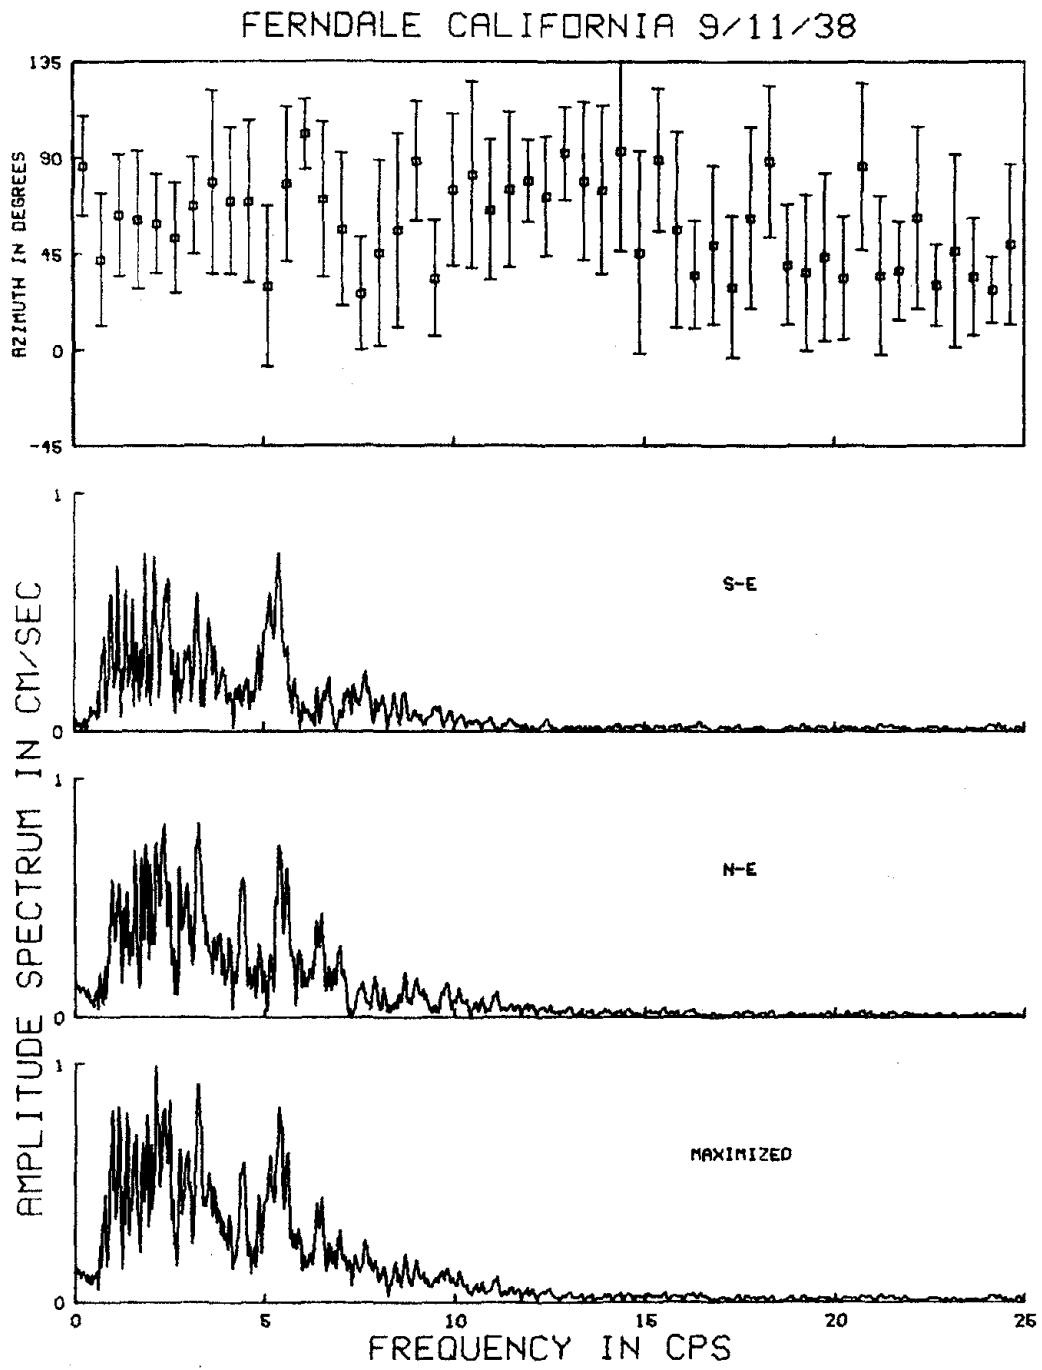 FERNDALE CALIFORNIA 9/11/38
135
90
45
0
-45
AZIMUTH IN DEGREES
1
0
S-E
1
0
N-E
1
0
MAXIMIZED
AMPLITUDE SPECTRUM IN CM/SEC
0 5 10 15 20 25
FREQUENCY IN CPS